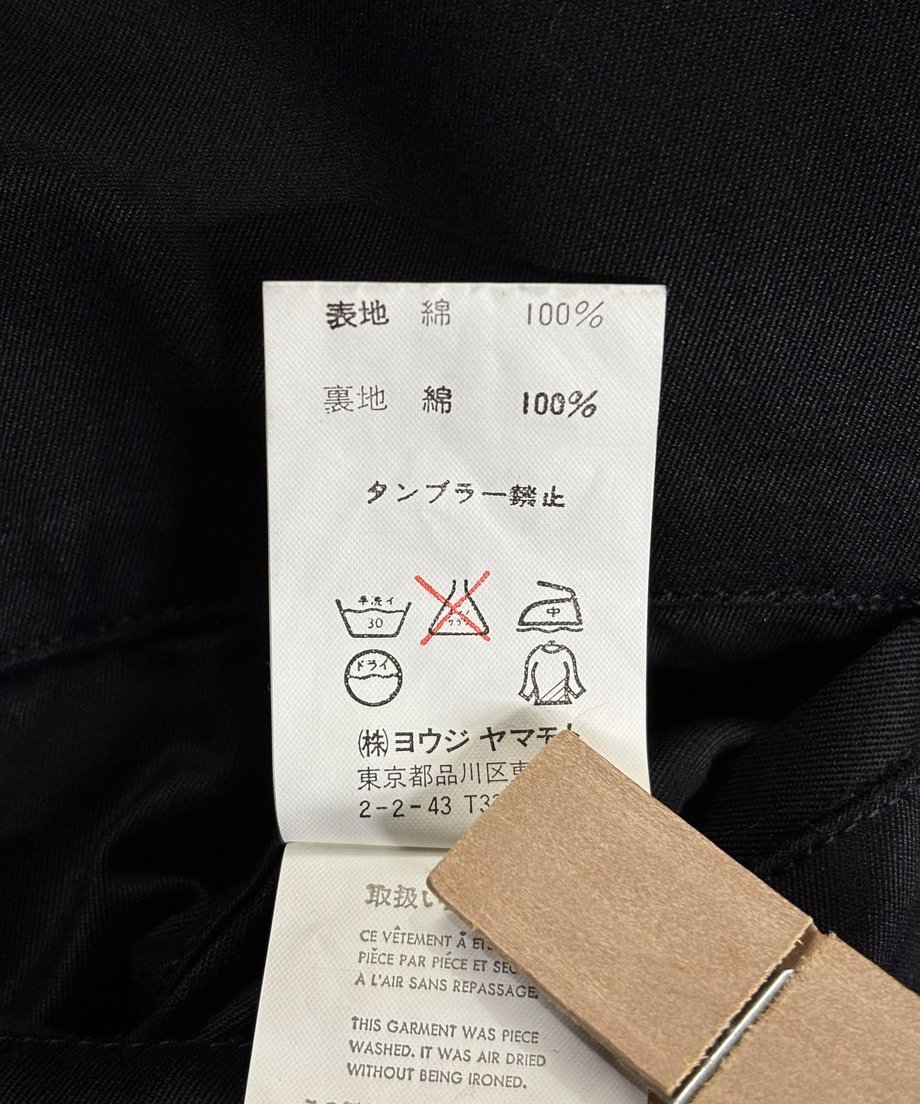 表地 綿 100%
裏地 綿 100%
タンブラー禁止
手洗イ
30
中
ドライ
㈱ヨウジ ヤマモト
東京都品川区東
2-2-43 T
取扱い
CE VÊTEMENT À
PIÈCE PAR PIÉCE ET
A L'AIR SANS REPASSAGE.
THIS GARMENT WAS PIECE
WASHED. IT WAS AIR DRIED
WITHOUT BEING IRONED.